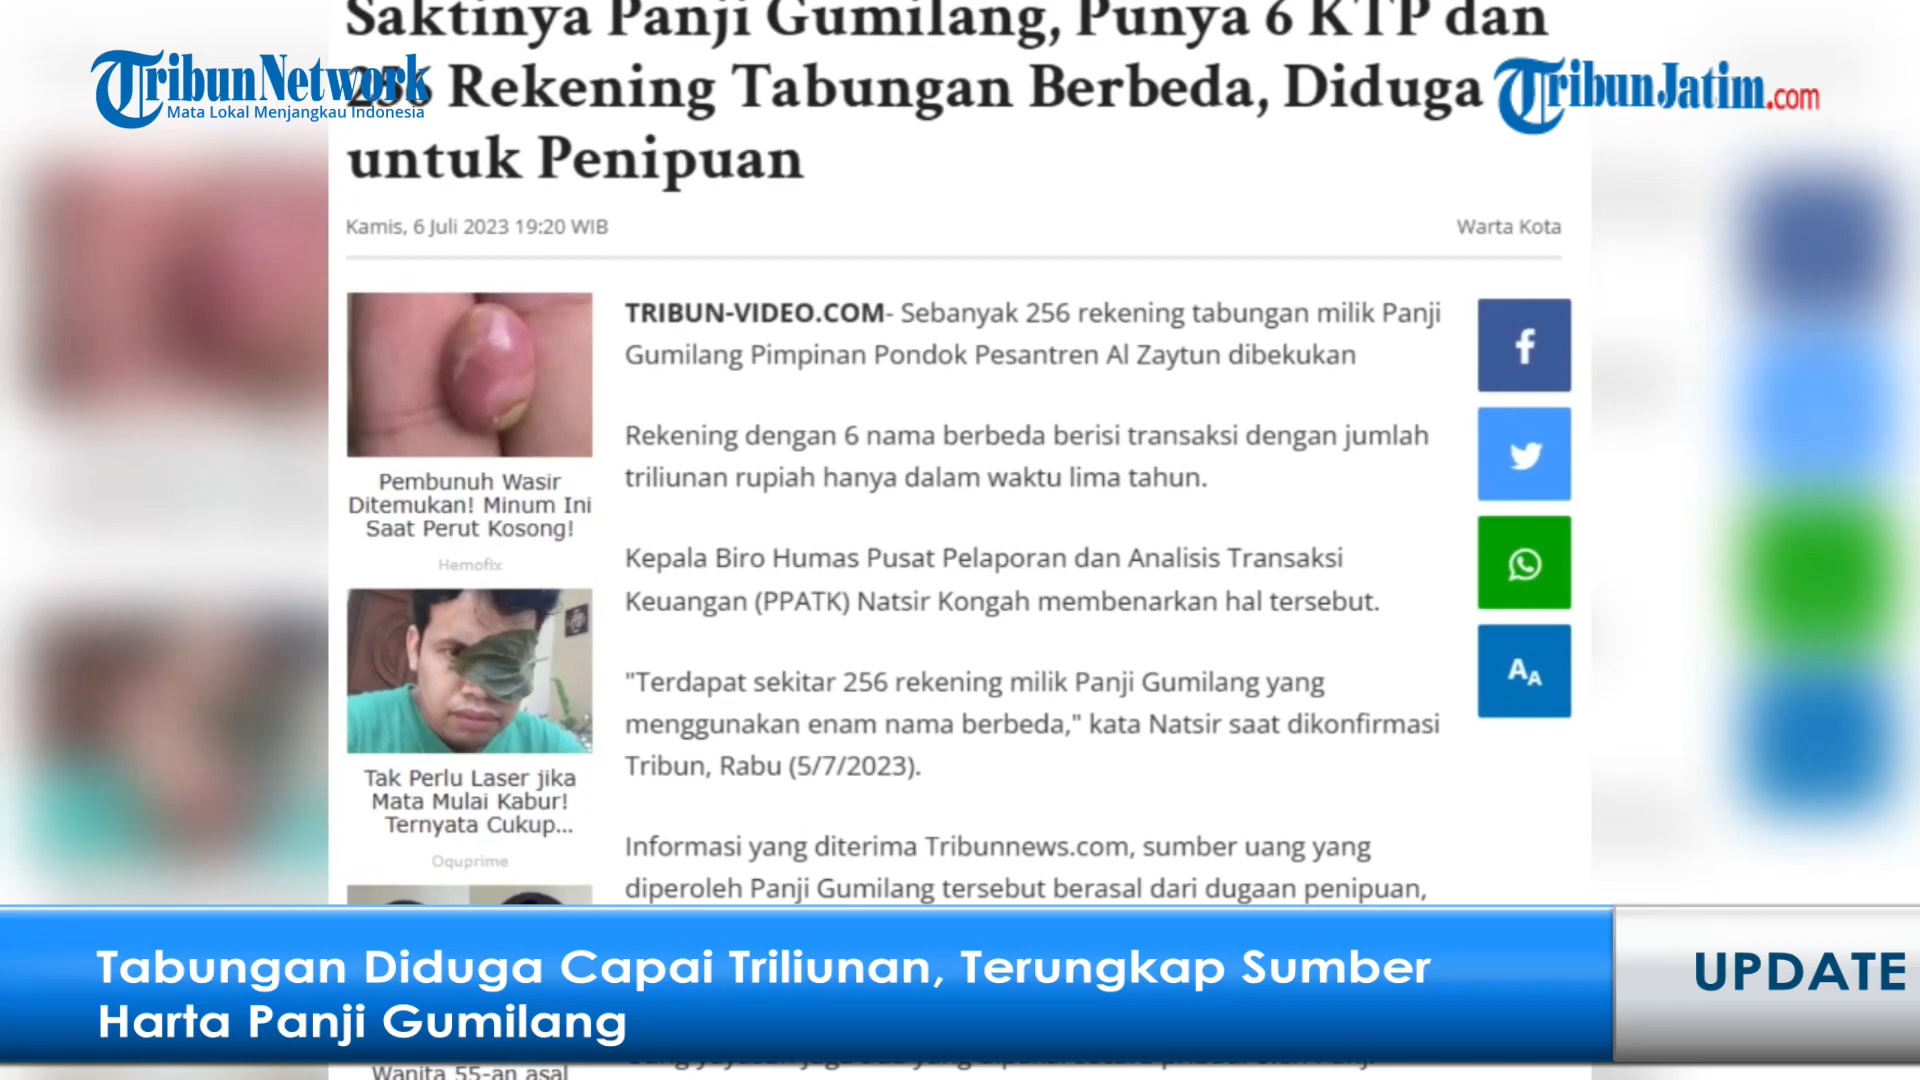 Saktinya Panji Gumilang, Punya 6 KTP dan
256 Rekening Tabungan Berbeda, Diduga
untuk Penipuan
TribunNetwork
Mata Lokal Menjangkau Indonesia
TribunJatim.com
Kamis, 6 Juli 2023 19:20 WIB
Warta Kota
Pembunuh Wasir
Ditemukan! Minum Ini
Saat Perut Kosong!
Hemofix
Tak Perlu Laser jika
Mata Mulai Kabur!
Ternyata Cukup...
Oquprime
Wanita 55-an asal
TRIBUN-VIDEO.COM- Sebanyak 256 rekening tabungan milik Panji
Gumilang Pimpinan Pondok Pesantren Al Zaytun dibekukan
Rekening dengan 6 nama berbeda berisi transaksi dengan jumlah
triliunan rupiah hanya dalam waktu lima tahun.
Kepala Biro Humas Pusat Pelaporan dan Analisis Transaksi
Keuangan (PPATK) Natsir Kongah membenarkan hal tersebut.
"Terdapat sekitar 256 rekening milik Panji Gumilang yang
menggunakan enam nama berbeda," kata Natsir saat dikonfirmasi
Tribun, Rabu (5/7/2023).
Informasi yang diterima Tribunnews.com, sumber uang yang
diperoleh Panji Gumilang tersebut berasal dari dugaan penipuan,
AA
Tabungan Diduga Capai Triliunan, Terungkap Sumber
Harta Panji Gumilang
UPDATE